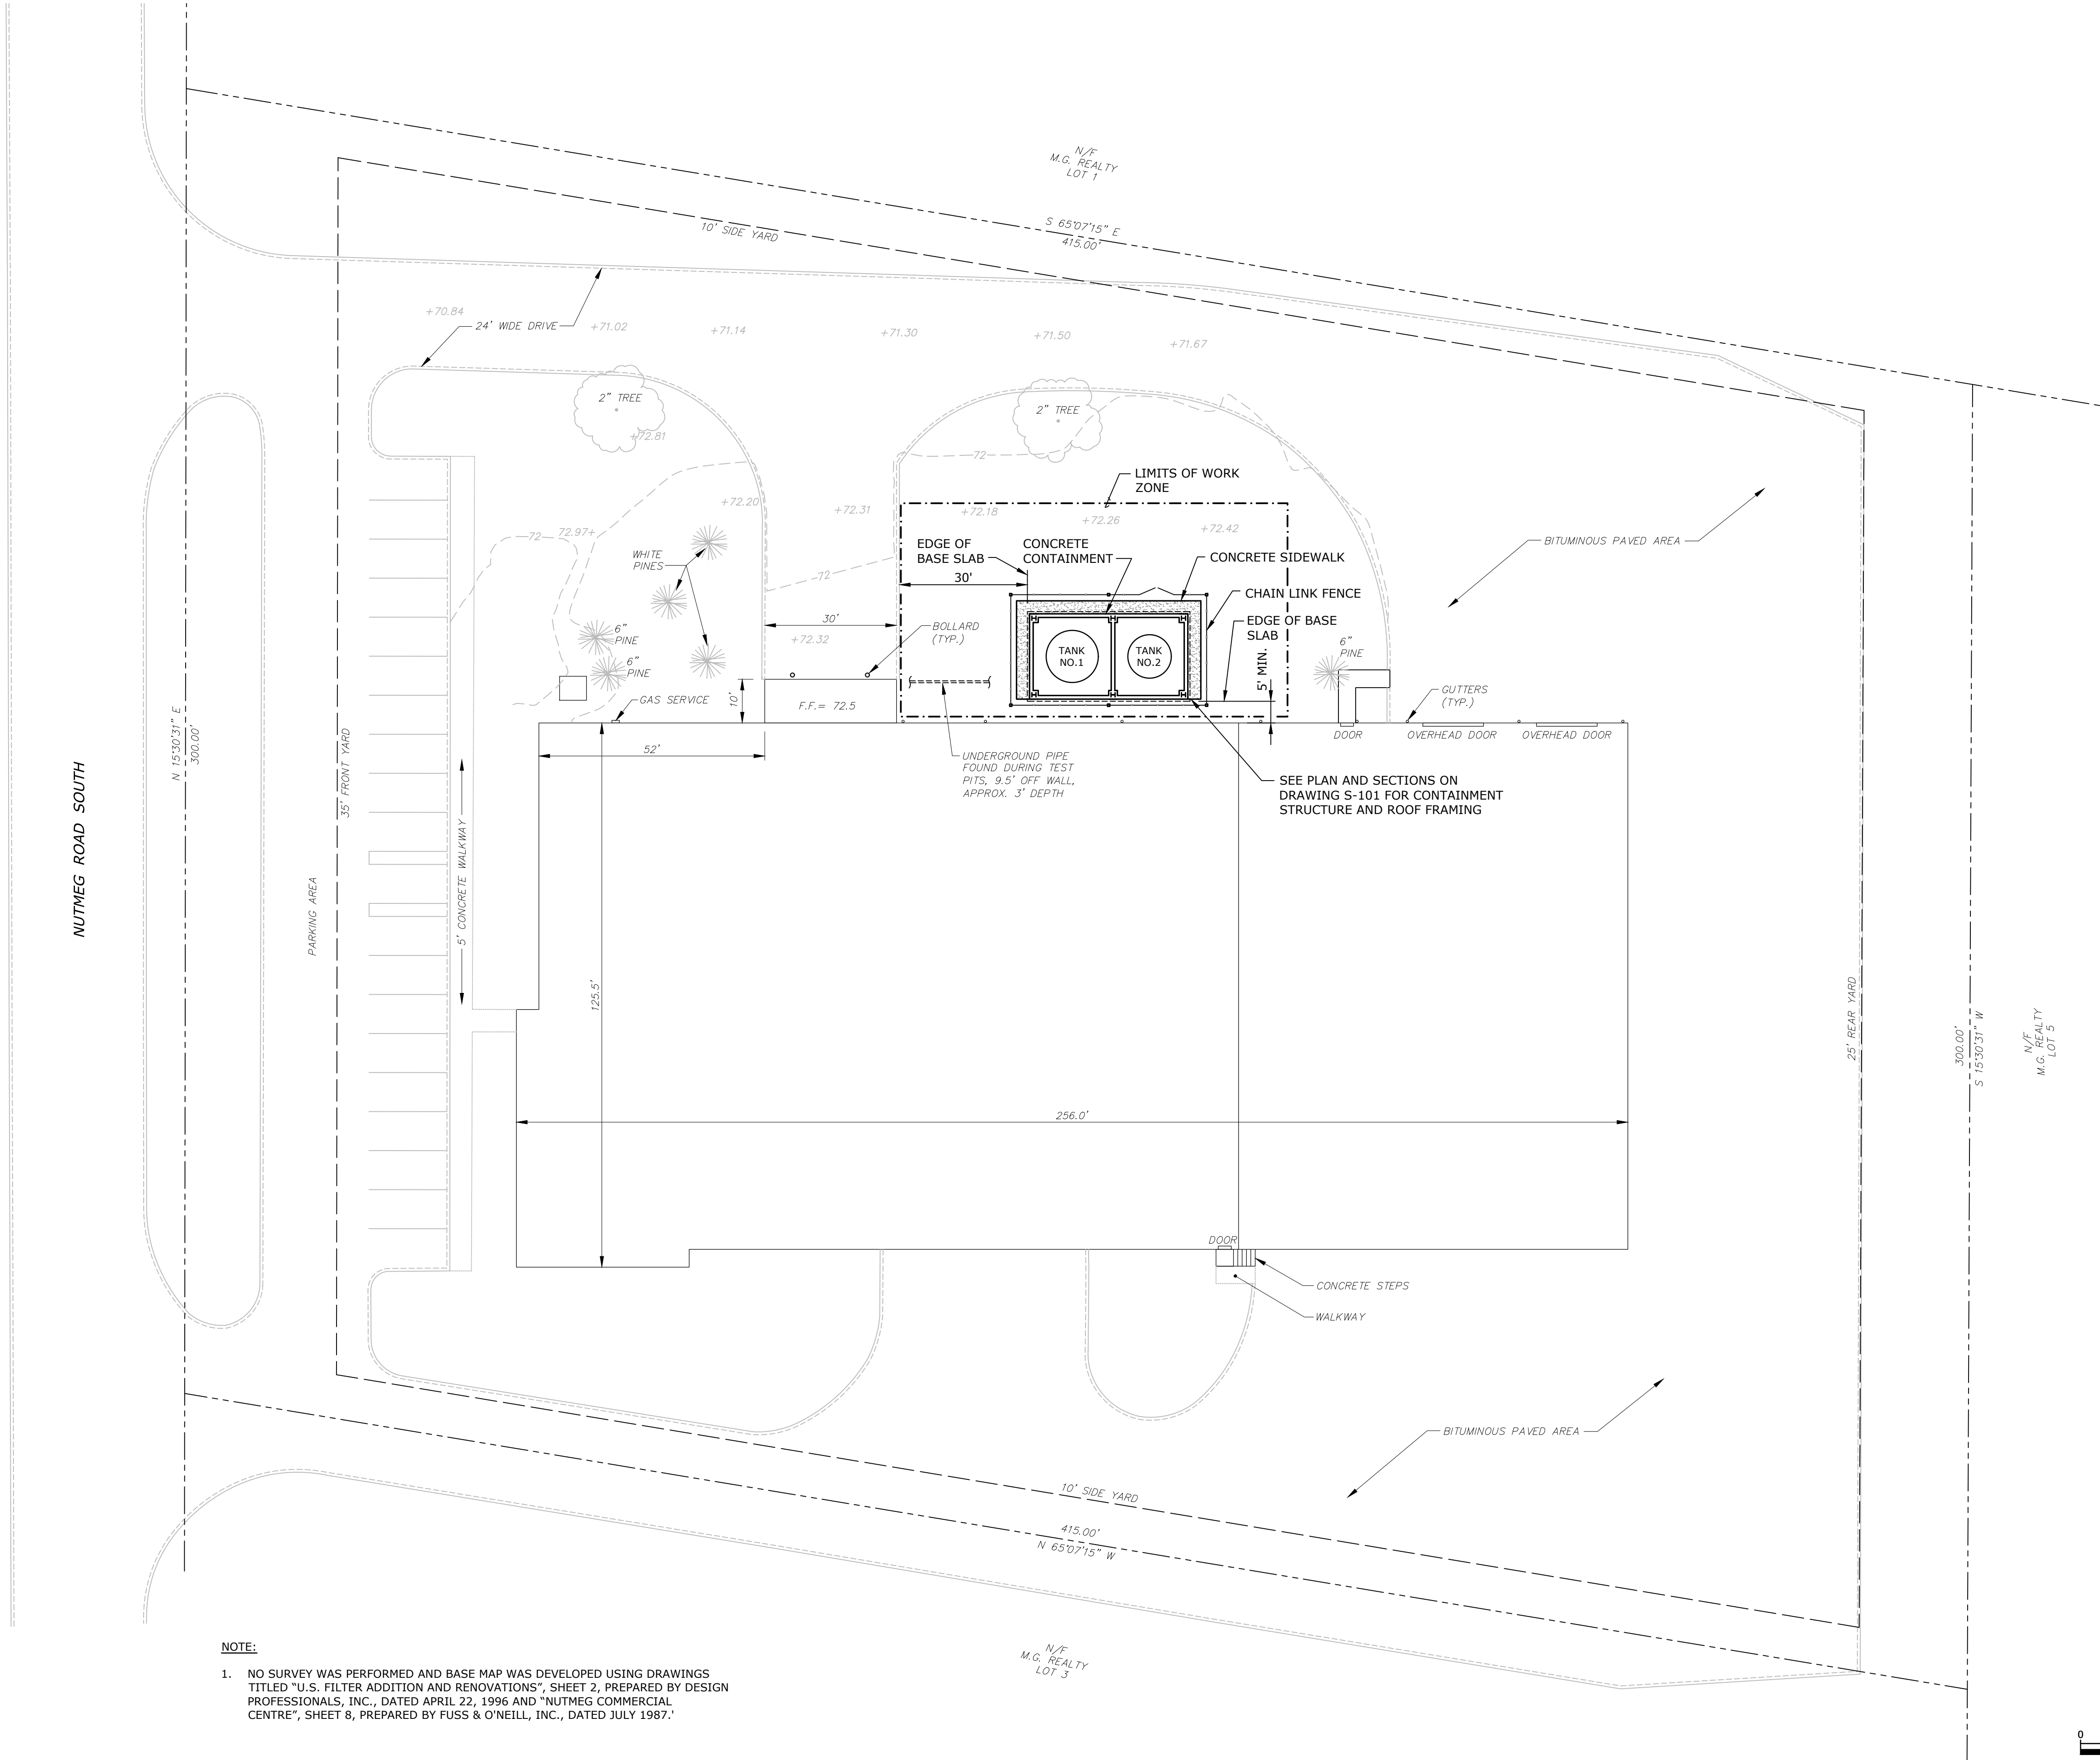 N/F
M.G. REALTY
LOT 1
S 65°07'15" E
415.00'
10' SIDE YARD
+70.84
24' WIDE DRIVE
+71.02
+71.14
+71.30
+71.50
+71.67
2" TREE
+72.81
2" TREE
72
LIMITS OF WORK
ZONE
+72.20
+72.31
+72.18
+72.26
+72.42
72
72.97+
WHITE
PINES
EDGE OF
BASE SLAB
CONCRETE
CONTAINMENT
CONCRETE SIDEWALK
BITUMINOUS PAVED AREA
72
30'
CHAIN LINK FENCE
30'
BOLLARD
(TYP.)
+72.32
EDGE OF BASE
SLAB
6"
PINE
6"
PINE
6"
PINE
TANK
NO.1
TANK
NO.2
5' MIN.
GAS SERVICE
10'
F.F.= 72.5
GUTTERS
(TYP.)
DOOR
OVERHEAD DOOR
OVERHEAD DOOR
52'
UNDERGROUND PIPE
FOUND DURING TEST
PITS, 9.5' OFF WALL,
APPROX. 3' DEPTH
SEE PLAN AND SECTIONS ON
DRAWING S-101 FOR CONTAINMENT
STRUCTURE AND ROOF FRAMING
NUTMEG ROAD SOUTH
N 15°30'31" E
300.00'
35' FRONT YARD
PARKING AREA
5' CONCRETE WALKWAY
125.5'
256.0'
25' REAR YARD
300.00'
S 15°30'31" W
N/F
M.G. REALTY
LOT 5
DOOR
CONCRETE STEPS
WALKWAY
BITUMINOUS PAVED AREA
10' SIDE YARD
415.00'
N 65°07'15" W
N/F
M.G. REALTY
LOT 3
NOTE:
1. NO SURVEY WAS PERFORMED AND BASE MAP WAS DEVELOPED USING DRAWINGS
TITLED "U.S. FILTER ADDITION AND RENOVATIONS", SHEET 2, PREPARED BY DESIGN
PROFESSIONALS, INC., DATED APRIL 22, 1996 AND "NUTMEG COMMERCIAL
CENTRE", SHEET 8, PREPARED BY FUSS & O'NEILL, INC., DATED JULY 1987.'
0